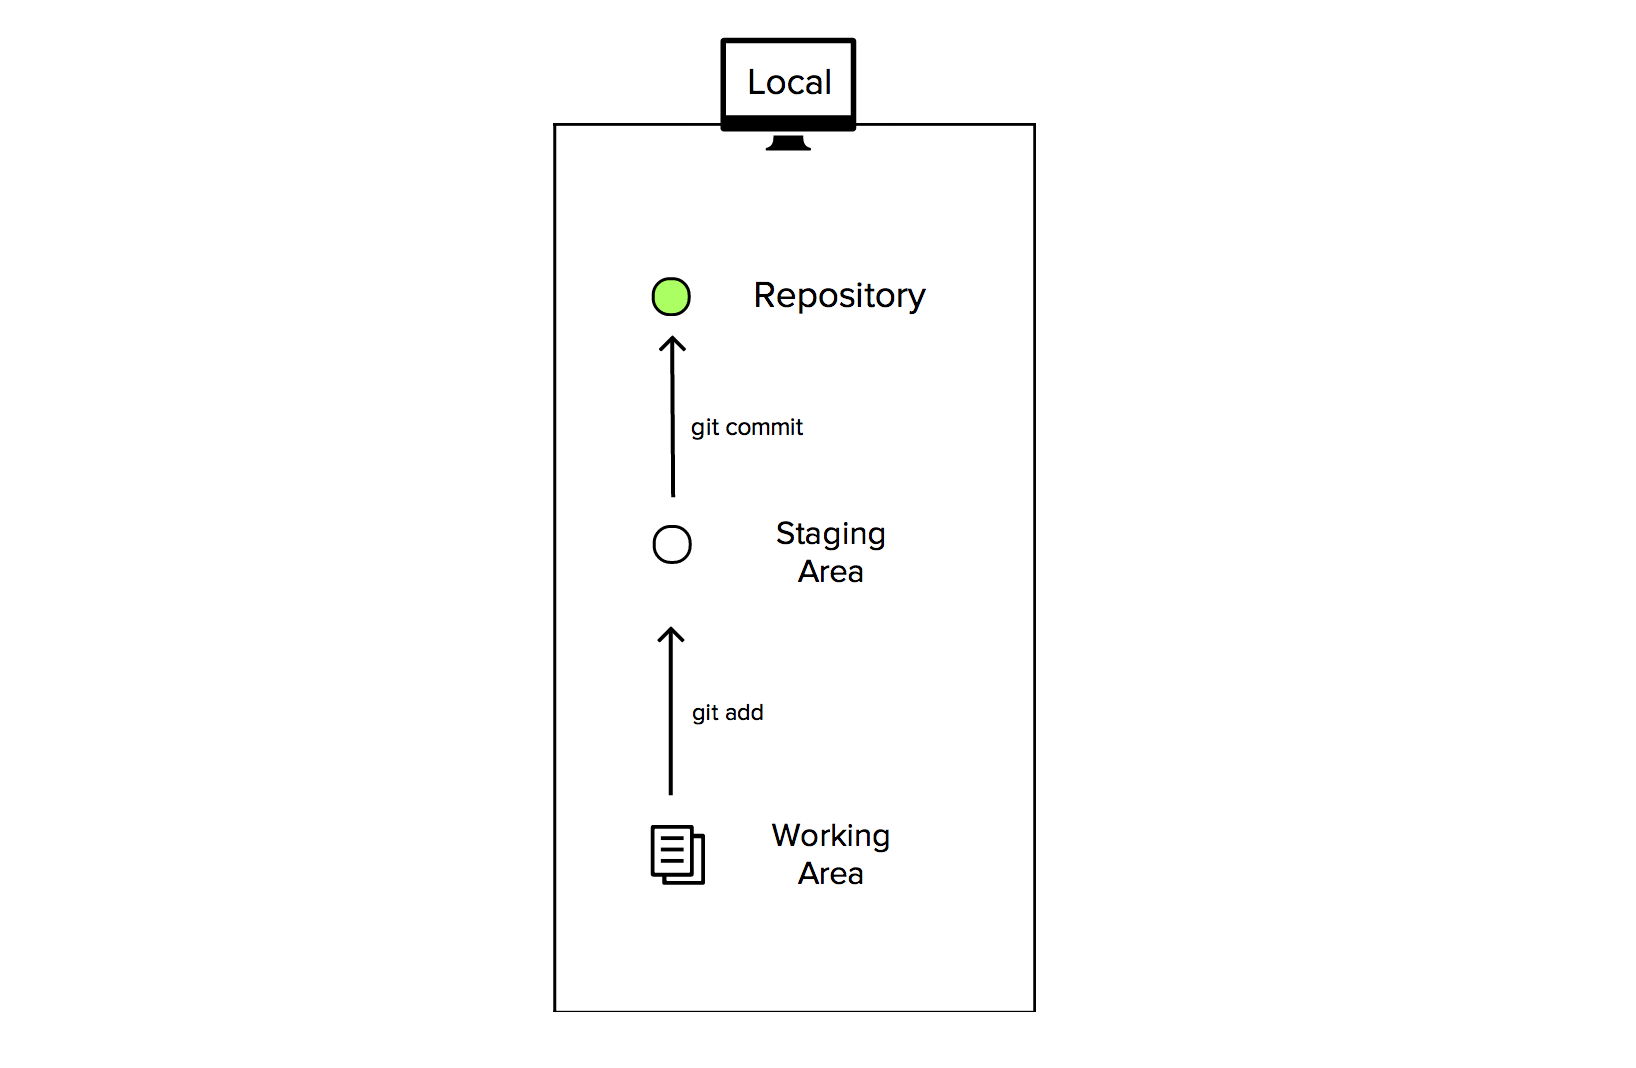 Local
Repository
git commit
Staging
Area
git add
Working
Area